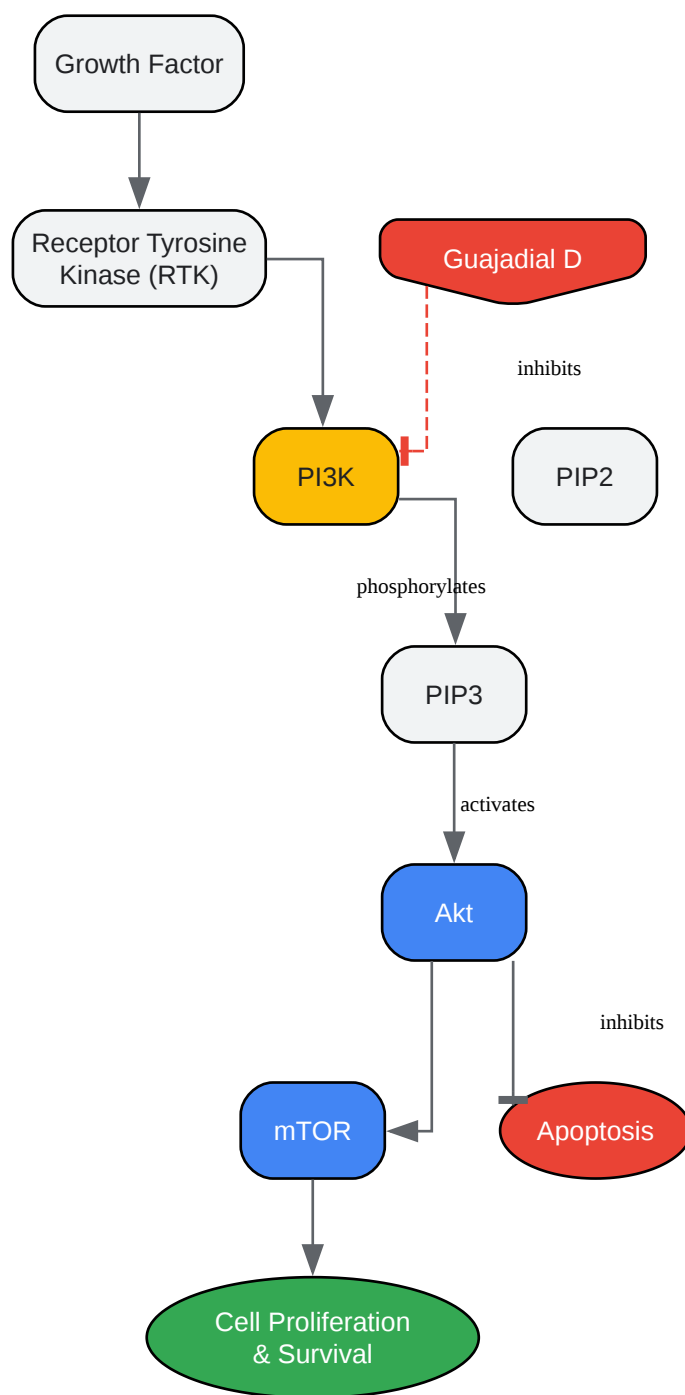 Growth Factor
Receptor Tyrosine
Kinase (RTK)
Guajadial D
inhibits
PI3K
PIP2
phosphorylates
PIP3
activates
Akt
inhibits
mTOR
Apoptosis
Cell Proliferation
& Survival